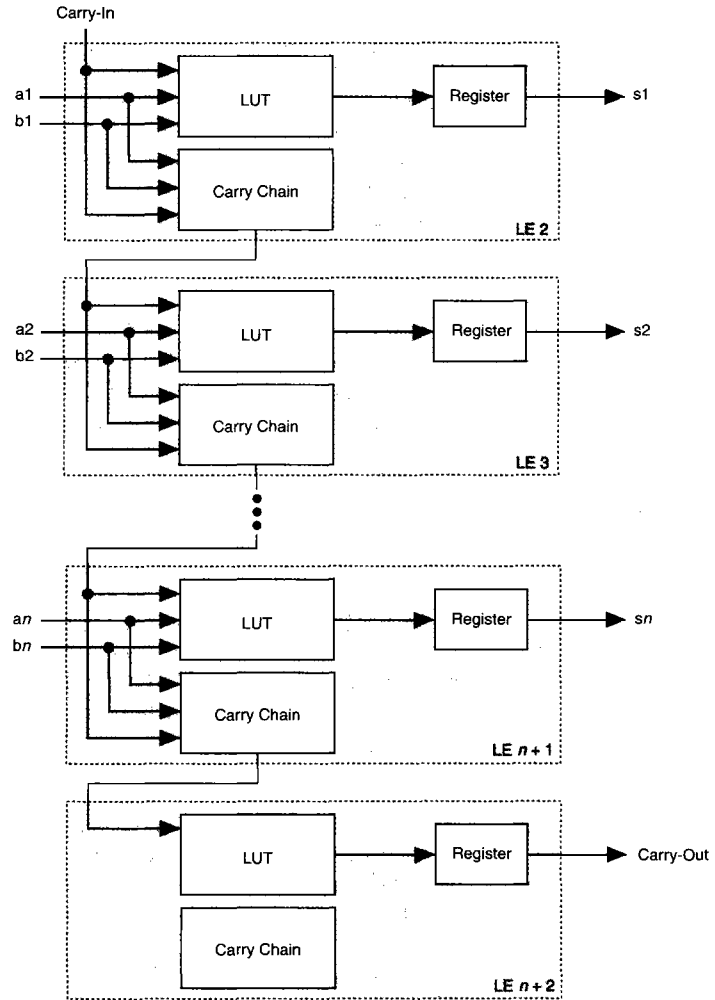 Carry-In
a1
b1
LUT
Register
s1
Carry Chain
LE 2
a2
b2
LUT
Register
s2
Carry Chain
LE 3
an
bn
LUT
Register
sn
Carry Chain
LE n + 1
LUT
Register
Carry-Out
Carry Chain
LE n + 2